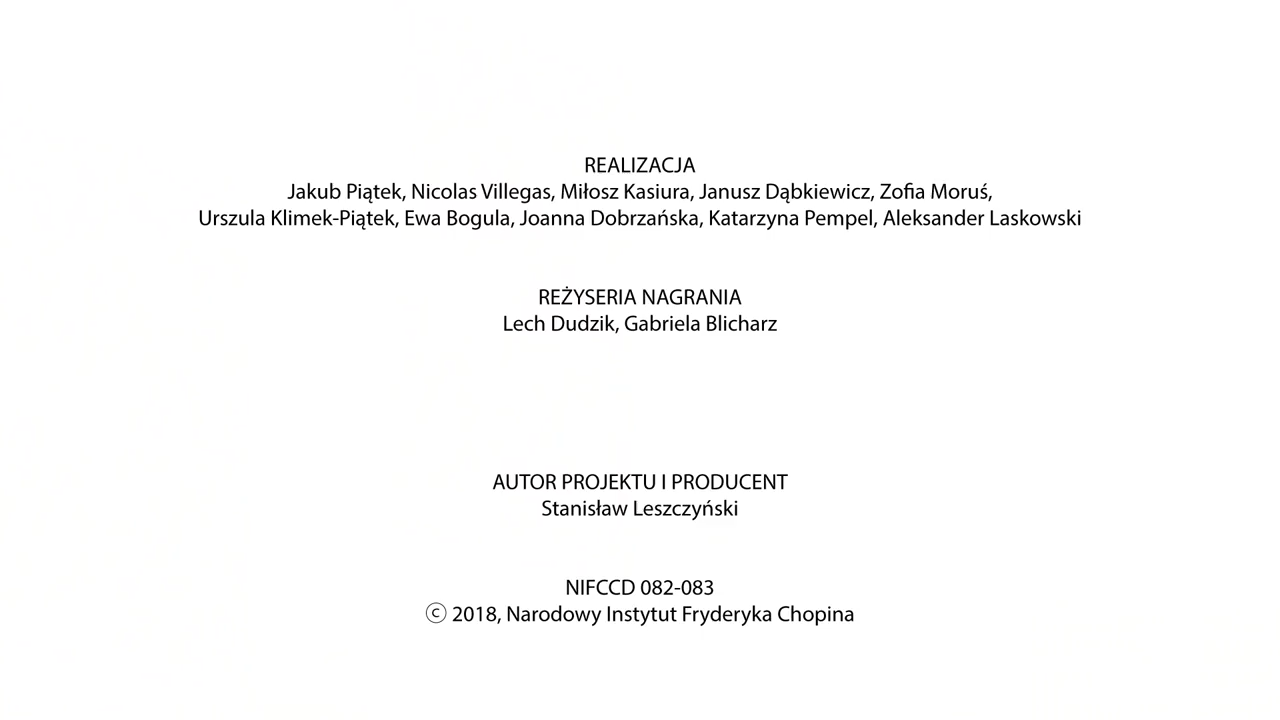 REALIZACJA
Jakub Piątek, Nicolas Villegas, Miłosz Kasiura, Janusz Dąbkiewicz, Zofia Moruś,
Urszula Klimek-Piątek, Ewa Bogula, Joanna Dobrzańska, Katarzyna Pempel, Aleksander Laskowski
REŻYSERIA NAGRANIA
Lech Dudzik, Gabriela Blicharz
AUTOR PROJEKTU I PRODUCENT
Stanisław Leszczyński
NIFCCD 082-083
ⓒ 2018, Narodowy Instytut Fryderyka Chopina